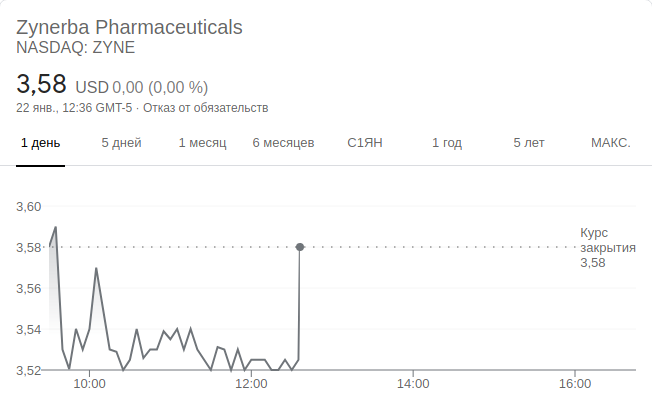 Zynerba Pharmaceuticals
NASDAQ: ZYNE
3,58 USD 0,00 (0,00 %)
22 янв., 12:36 GMT-5 · Отказ от обязательств
1 день 5 дней 1 месяц 6 месяцев С1ЯН 1 год 5 лет МАКС.
3,60
3,58
3,56
3,54
3,52
Курс
закрытия
3,58
10:00 12:00 14:00 16:00